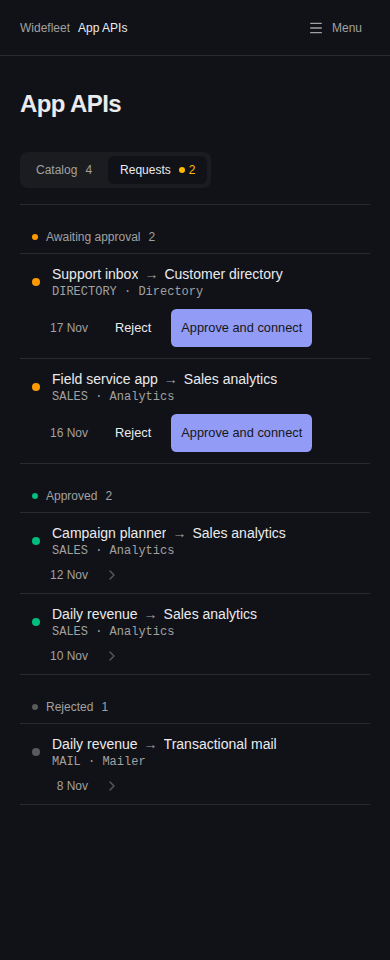 Widefleet App APIs
Menu
App APIs
Catalog 4
Requests 2
Awaiting approval 2
Support inbox → Customer directory
DIRECTORY · Directory
17 Nov Reject Approve and connect
Field service app → Sales analytics
SALES · Analytics
16 Nov Reject Approve and connect
Approved 2
Campaign planner → Sales analytics
SALES · Analytics
12 Nov
Daily revenue → Sales analytics
SALES · Analytics
10 Nov
Rejected 1
Daily revenue → Transactional mail
MAIL · Mailer
8 Nov